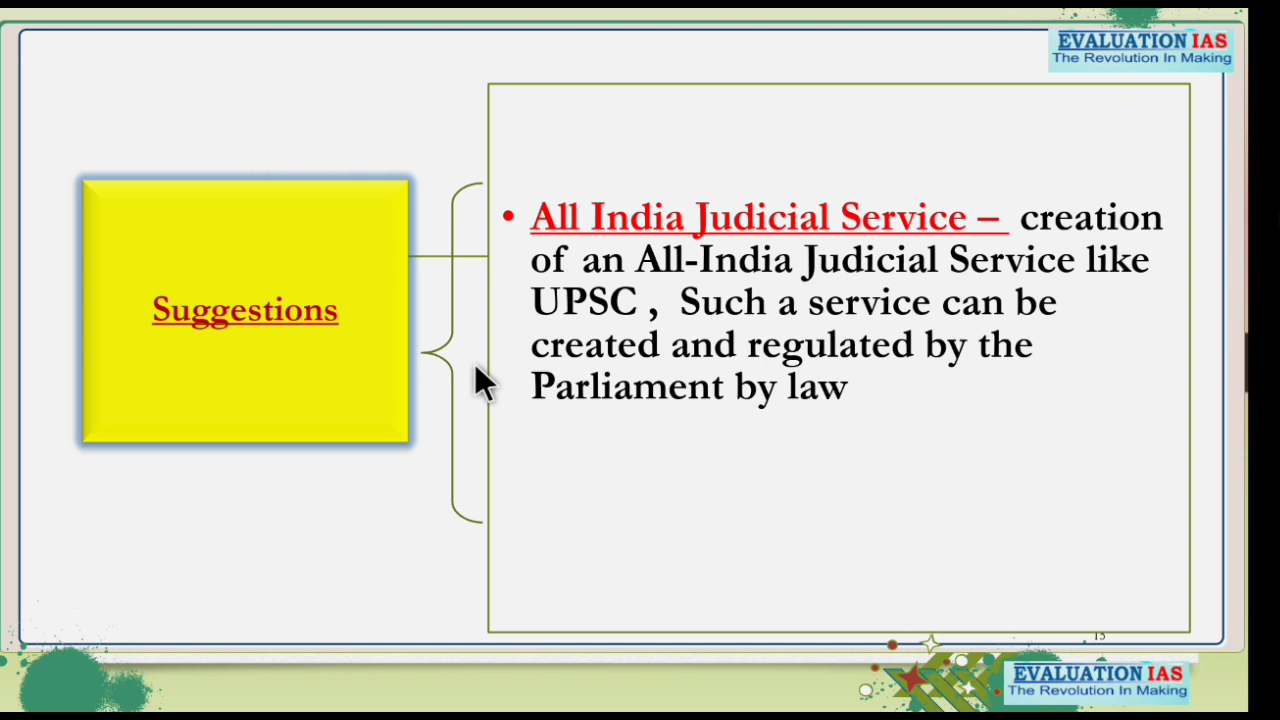 EVALUATION IAS
The Revolution In Making
Suggestions
• All India Judicial Service – creation
of an All-India Judicial Service like
UPSC , Such a service can be
created and regulated by the
Parliament by law
15
EVALUATION IAS
The Revolution In Making